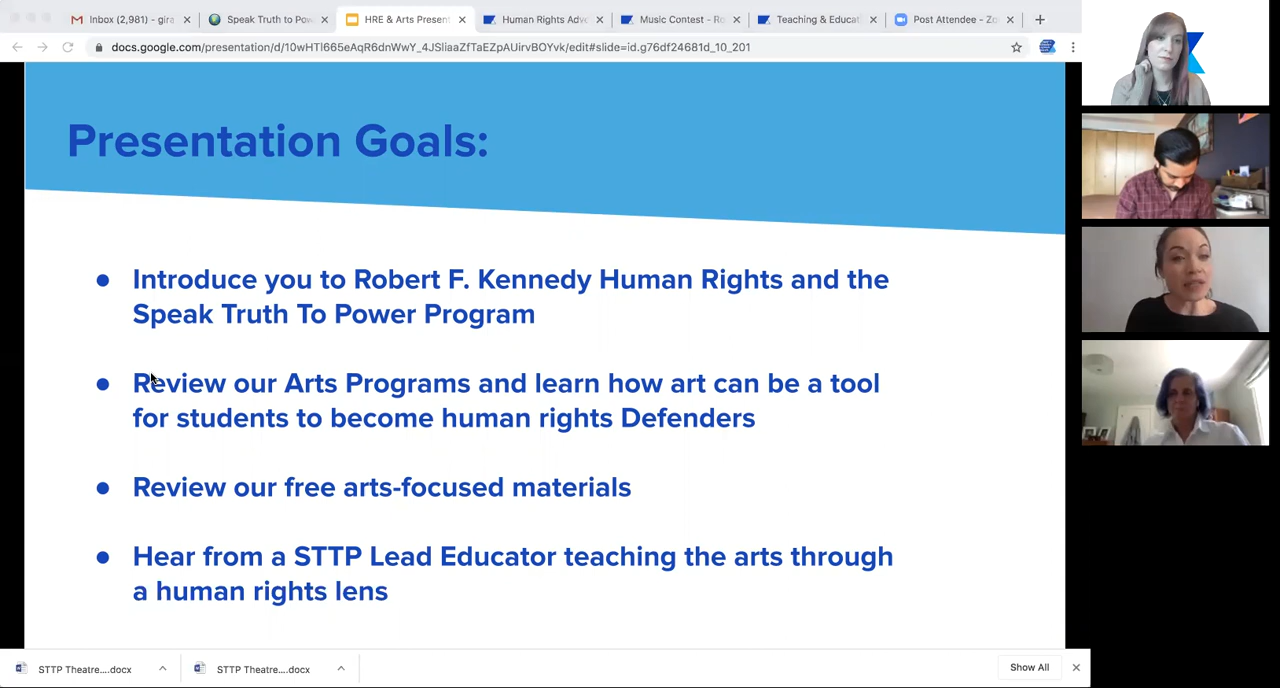 Inbox (2,981) - gira
Speak Truth to Pow
HRE & Arts Present
Human Rights Adv
Music Contest - Ro
Teaching & Educat
Post Attendee - Zo
docs.google.com/presentation/d/10wHTl665eAqR6dnWwY_4JSliaaZfTaEZpAUirvBOYvk/edit#slide=id.g76df24681d_10_201
Presentation Goals:
● Introduce you to Robert F. Kennedy Human Rights and the
Speak Truth To Power Program
● Review our Arts Programs and learn how art can be a tool
for students to become human rights Defenders
● Review our free arts-focused materials
● Hear from a STTP Lead Educator teaching the arts through
a human rights lens
STTP Theatre....docx
STTP Theatre....docx
Show All